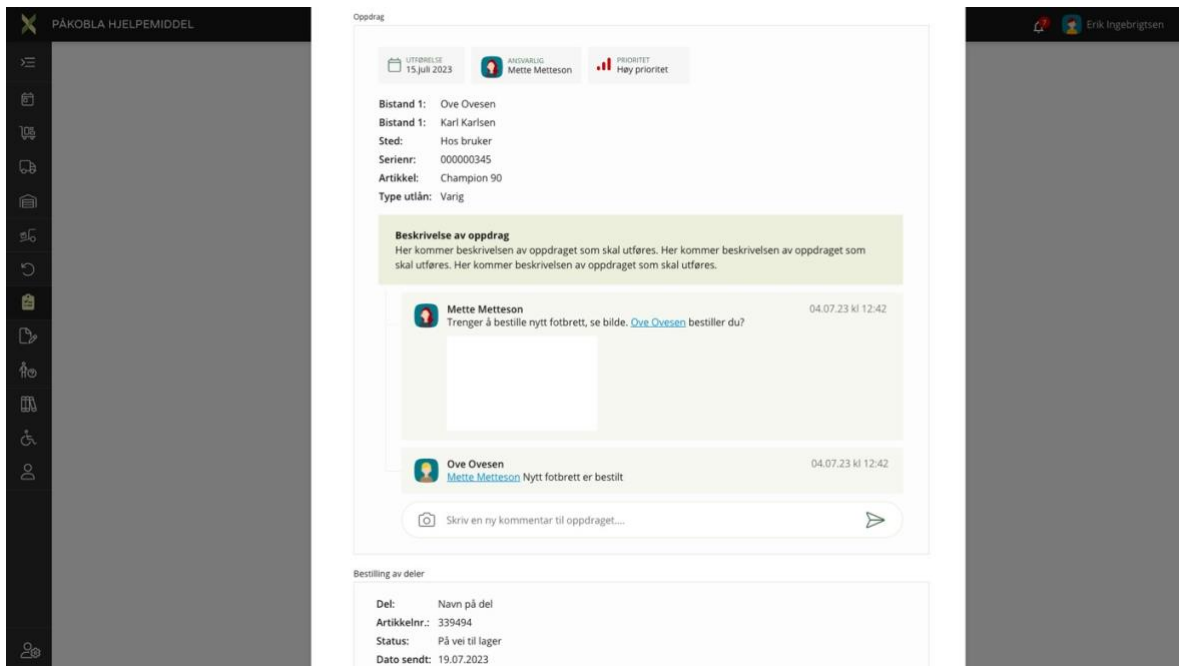 PÅKOBLA HJELPEMIDDEL
7
Erik Ingebrigtsen
Oppdrag
UTFØRELSE
15.juli 2023
ANSVARLIG
Mette Metteson
PRIORITET
Høy prioritet
Bistand 1: Ove Ovesen
Bistand 1: Karl Karlsen
Sted: Hos bruker
Serienr: 000000345
Artikkel: Champion 90
Type utlån: Varig
Beskrivelse av oppdrag
Her kommer beskrivelsen av oppdraget som skal utføres. Her kommer beskrivelsen av oppdraget som
skal utføres. Her kommer beskrivelsen av oppdraget som skal utføres.
Mette Metteson 04.07.23 kl 12:42
Trenger å bestille nytt fotbrett, se bilde. Ove Ovesen bestiller du?
Ove Ovesen 04.07.23 kl 12:42
Mette Metteson Nytt fotbrett er bestilt
Skriv en ny kommentar til oppdraget....
Bestilling av deler
Del: Navn på del
Artikkelnr.: 339494
Status: På vei til lager
Dato sendt: 19.07.2023